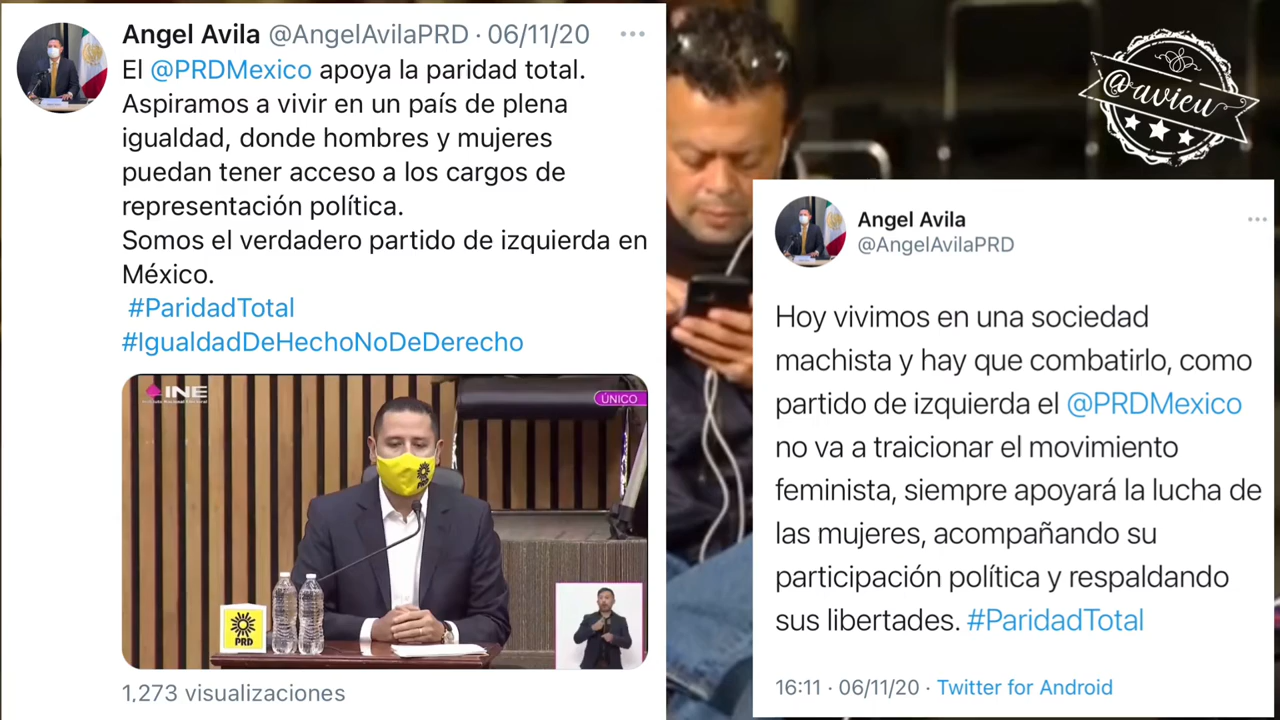 Angel Avila @AngelAvilaPRD · 06/11/20
El @PRDMexico apoya la paridad total.
Aspiramos a vivir en un país de plena
igualdad, donde hombres y mujeres
puedan tener acceso a los cargos de
representación política.
Somos el verdadero partido de izquierda en
México.
#ParidadTotal
#IgualdadDeHechoNoDeDerecho
INE
Instituto Nacional Electoral
ÚNICO
PRD
PRD
1,273 visualizaciones
@avieu
Angel Avila
@AngelAvilaPRD
Hoy vivimos en una sociedad
machista y hay que combatirlo, como
partido de izquierda el @PRDMexico
no va a traicionar el movimiento
feminista, siempre apoyará la lucha de
las mujeres, acompañando su
participación política y respaldando
sus libertades. #ParidadTotal
16:11 · 06/11/20 · Twitter for Android